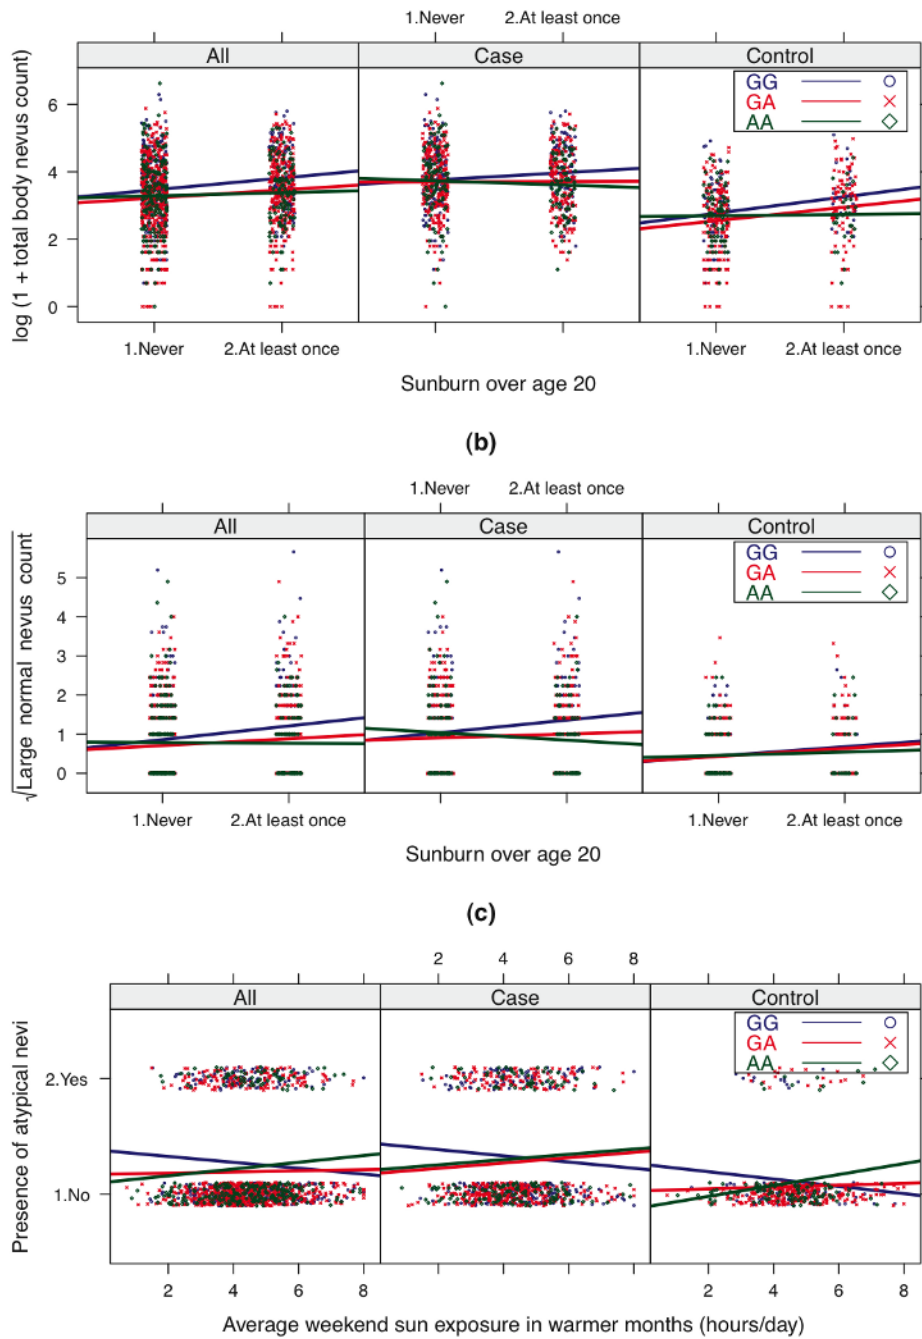 1.Never 2.At least once
All Case Control
GG
GA
AA
6
4
2
0
log (1 + total body nevus count)
1.Never 2.At least once 1.Never 2.At least once
Sunburn over age 20
(b)
1.Never 2.At least once
All Case Control
GG
GA
AA
5
4
3
2
1
0
√Large normal nevus count
1.Never 2.At least once 1.Never 2.At least once
Sunburn over age 20
(c)
2 4 6 8
All Case Control
GG
GA
AA
2.Yes
1.No
Presence of atypical nevi
2 4 6 8 2 4 6 8
Average weekend sun exposure in warmer months (hours/day)